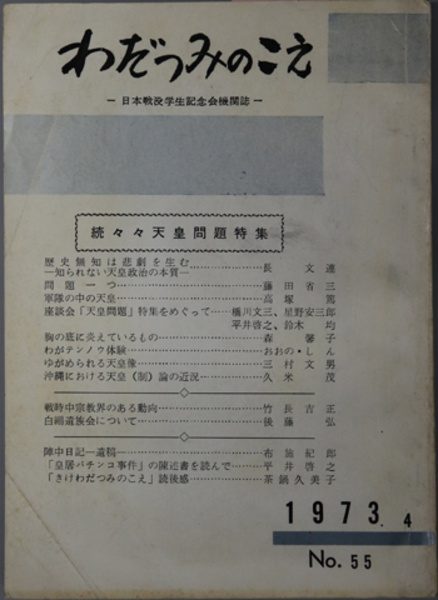 わだつみのこえ
— 日本戦没学生記念会機関誌 —
続々々天皇問題特集
歴史無知は悲劇を生む
—知られない天皇政治の本質—……………長文連
問題一つ……………藤田省三
軍隊の中の天皇……………高塚篤
座談会「天皇問題」特集をめぐって……橋川文三、星野安三郎
平井啓之、鈴木均
胸の底に炎えているもの……………森馨子
わがテンノウ体験……………おおの・しん
ゆがめられる天皇像……………三村文男
沖縄における天皇(制)論の近況……………久米茂
戦時中宗教界のある動向……………竹長吉正
白菊遺族会について……………後藤弘
陣中日記—遺稿—……………布施紀郎
「皇居パチンコ事件」の陳述書を読んで……平井啓之
「きけわだつみのこえ」読後感……………茶鍋久美子
1973.4
No.55